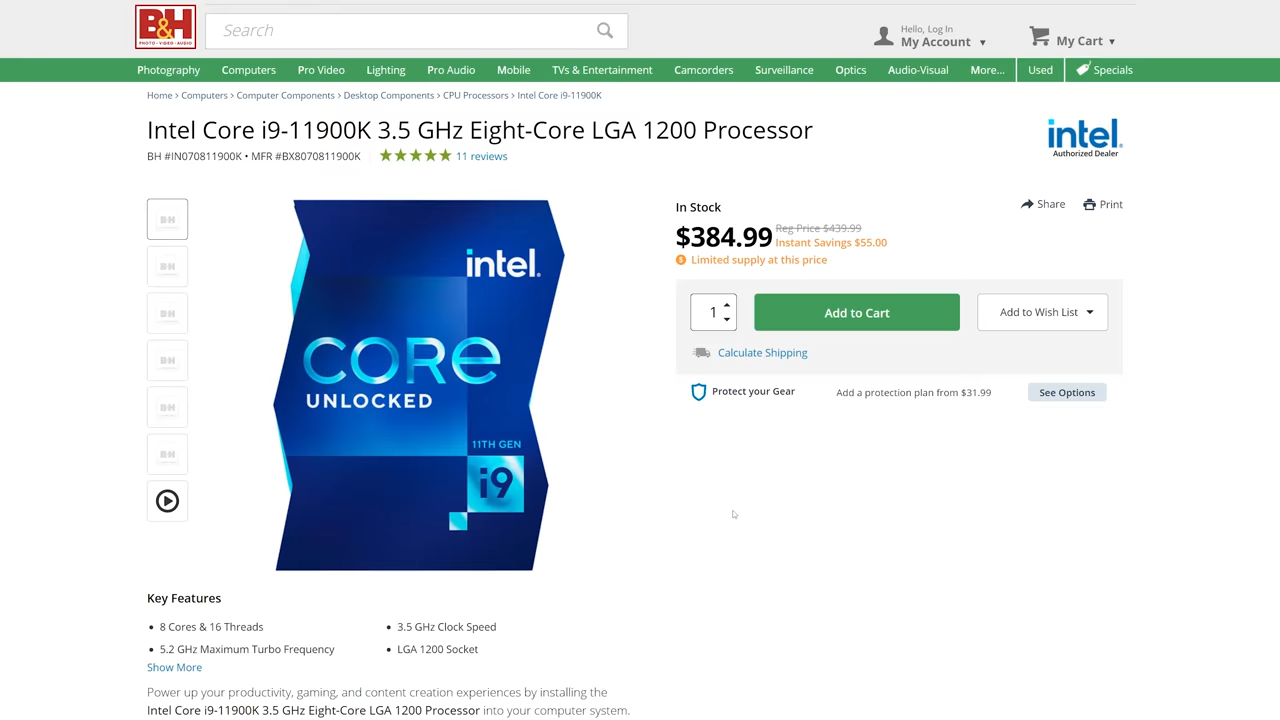 B&H
PHOTO • VIDEO • AUDIO
Search
Hello, Log In
My Account
My Cart
Photography Computers Pro Video Lighting Pro Audio Mobile TVs & Entertainment Camcorders Surveillance Optics Audio-Visual More... Used Specials
Home > Computers > Computer Components > Desktop Components > CPU Processors > Intel Core i9-11900K
Intel Core i9-11900K 3.5 GHz Eight-Core LGA 1200 Processor
BH #IN070811900K • MFR #BX8070811900K 11 reviews
intel.
Authorized Dealer
In Stock
Share Print
$384.99 Reg Price $439.99
Instant Savings $55.00
Limited supply at this price
1 Add to Cart Add to Wish List
Calculate Shipping
Protect your Gear Add a protection plan from $31.99 See Options
B&H
B&H
B&H
B&H
B&H
B&H
intel.
CORE
UNLOCKED
11TH GEN
i9
Key Features
• 8 Cores & 16 Threads • 3.5 GHz Clock Speed
• 5.2 GHz Maximum Turbo Frequency • LGA 1200 Socket
Show More
Power up your productivity, gaming, and content creation experiences by installing the
Intel Core i9-11900K 3.5 GHz Eight-Core LGA 1200 Processor into your computer system.